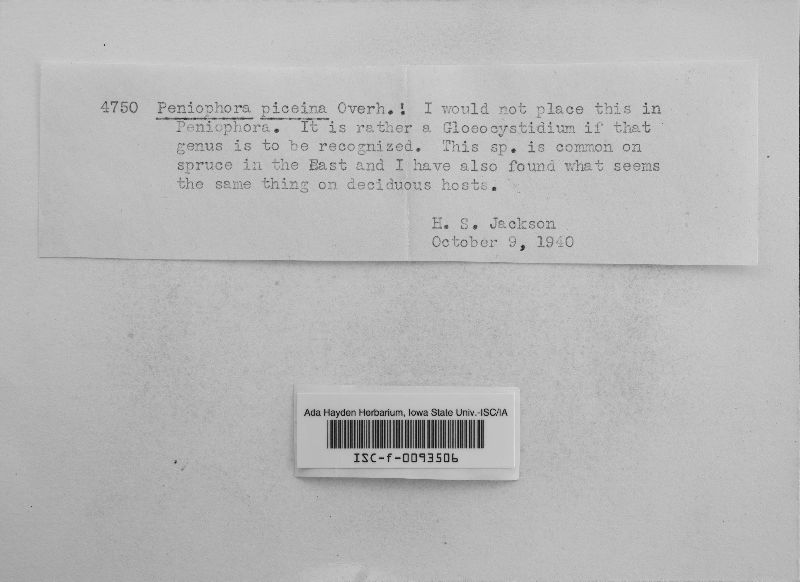 4750 Peniophora piceina Overh.! I would not place this in
Peniophora. It is rather a Gloeocystidium if that
genus is to be recognized. This sp. is common on
spruce in the East and I have also found what seems
the same thing on deciduous hosts.
H. S. Jackson
October 9, 1940
Ada Hayden Herbarium, Iowa State Univ.-ISC/IA
ISC-f-0093506